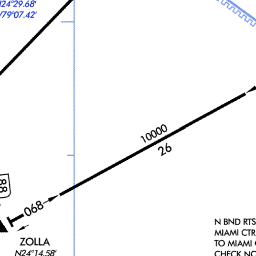 N24°29.68'
W79°07.42'
10000
26
88
068
ZOLLA
N24°14.58'
N BND RTS
MIAMI CTR
TO MIAMI
CHECK NO